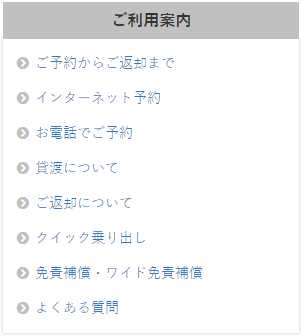 ご利用案内
ご予約からご返却まで
インターネット予約
お電話でご予約
貸渡について
ご返却について
クイック乗り出し
免責補償・ワイド免責補償
よくある質問